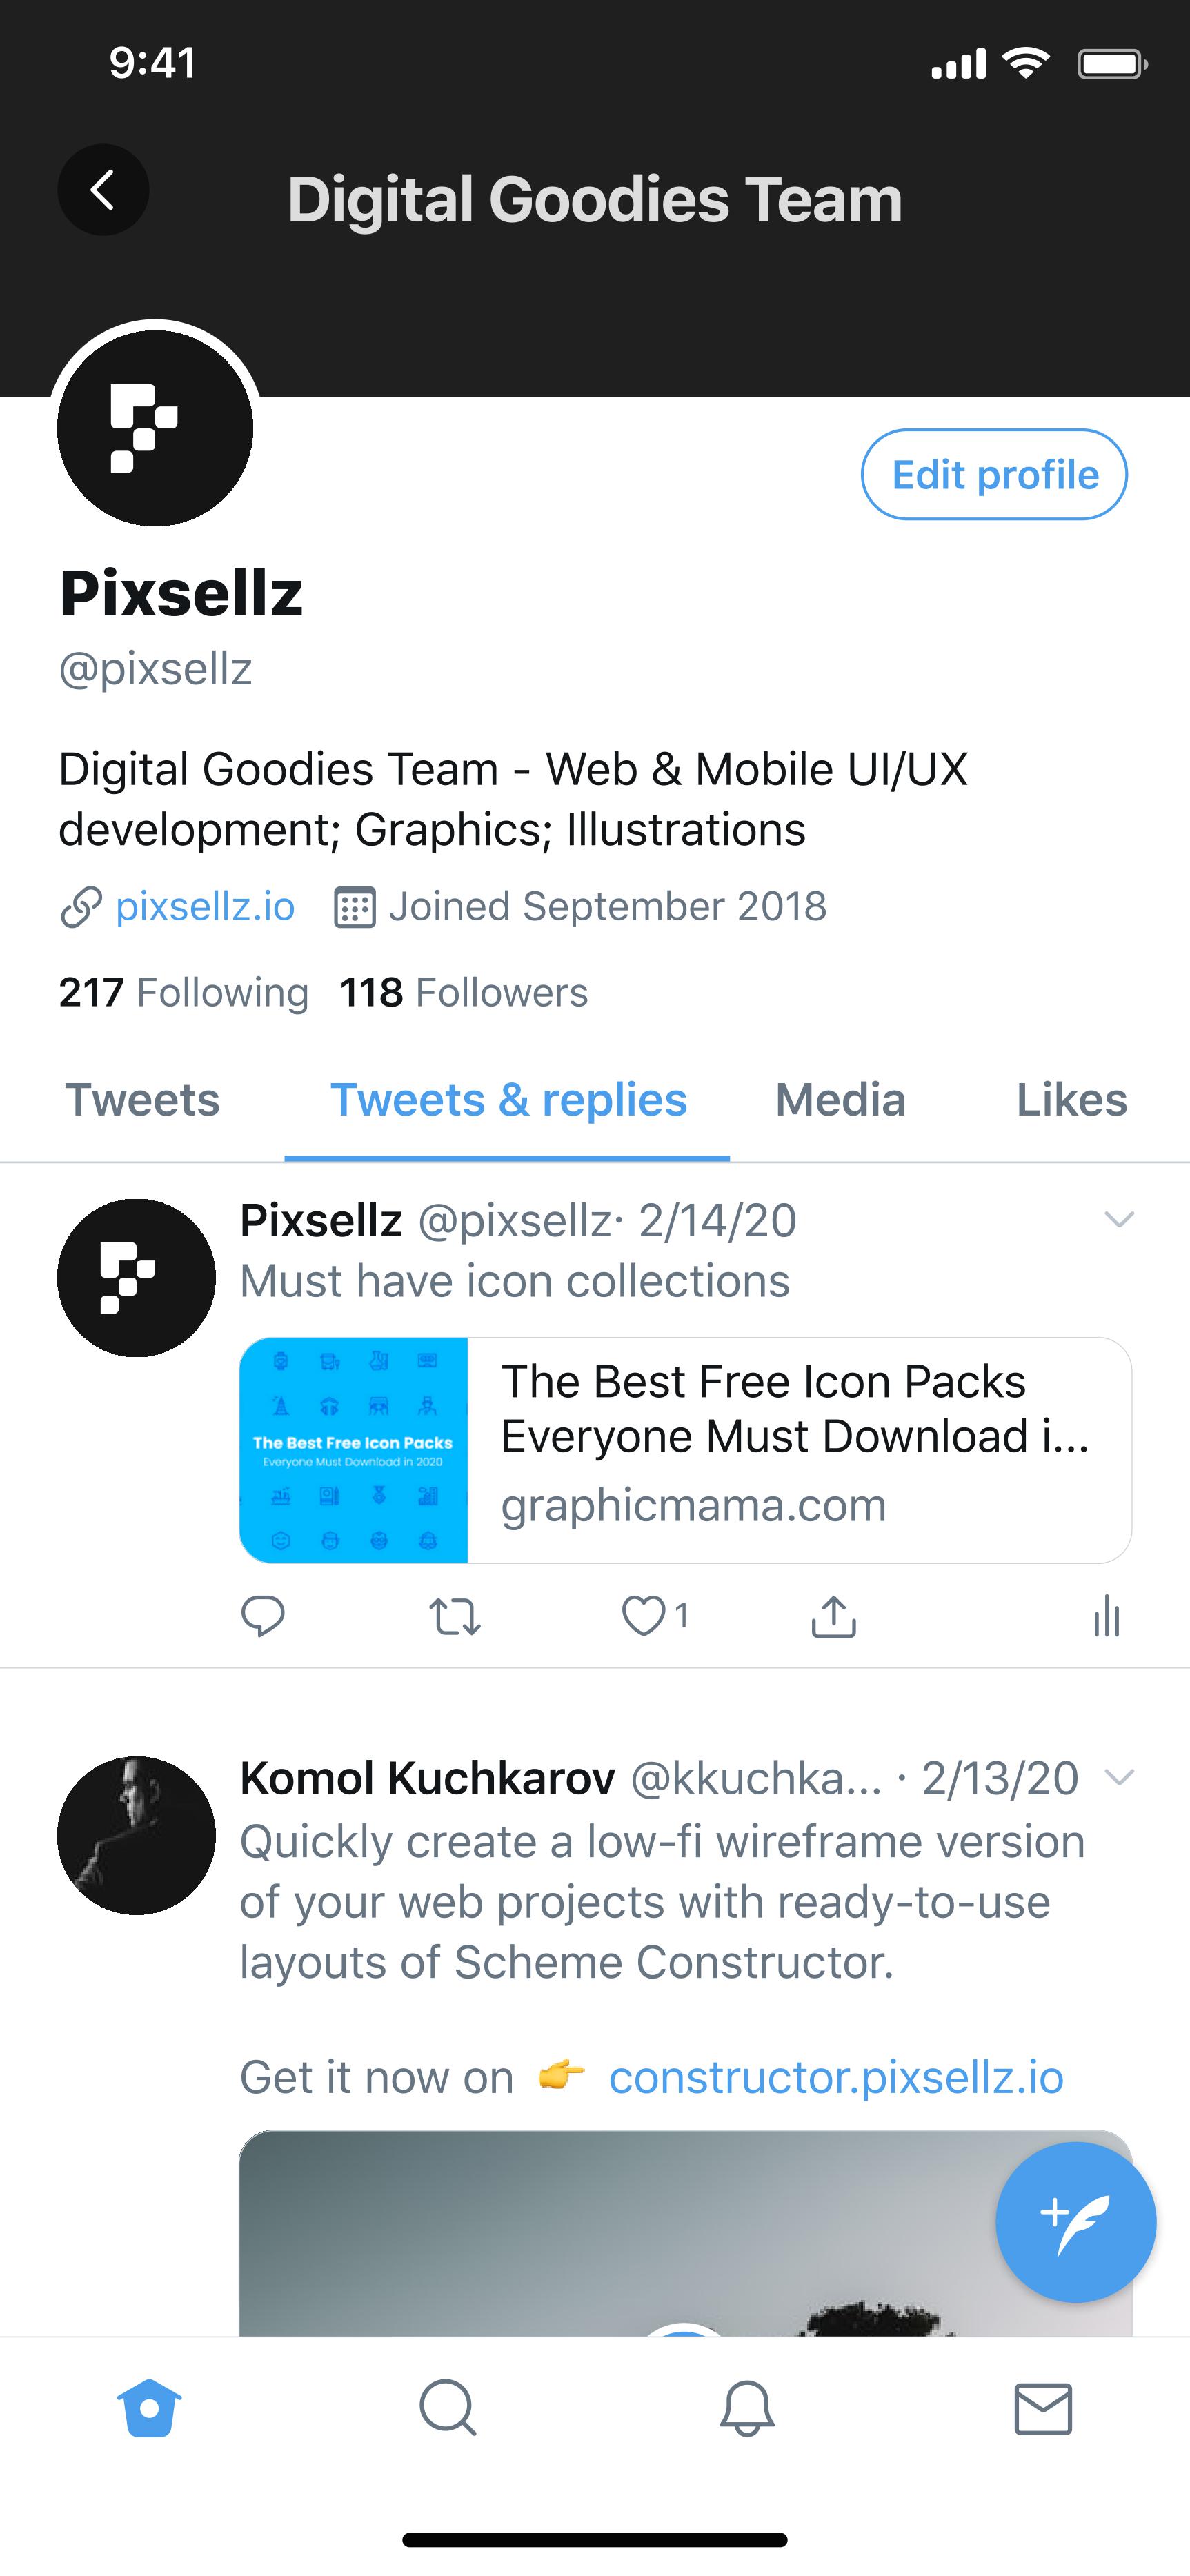 9:41
Digital Goodies Team
Edit profile
Pixsellz
@pixsellz
Digital Goodies Team - Web & Mobile UI/UX
development; Graphics; Illustrations
pixsellz.io Joined September 2018
217 Following 118 Followers
Tweets Tweets & replies Media Likes
Pixsellz @pixsellz· 2/14/20
Must have icon collections
The Best Free Icon Packs
Everyone Must Download in 2020
The Best Free Icon Packs
Everyone Must Download i...
graphicmama.com
1
Komol Kuchkarov @kkuchka... · 2/13/20
Quickly create a low-fi wireframe version
of your web projects with ready-to-use
layouts of Scheme Constructor.
Get it now on 👉 constructor.pixsellz.io